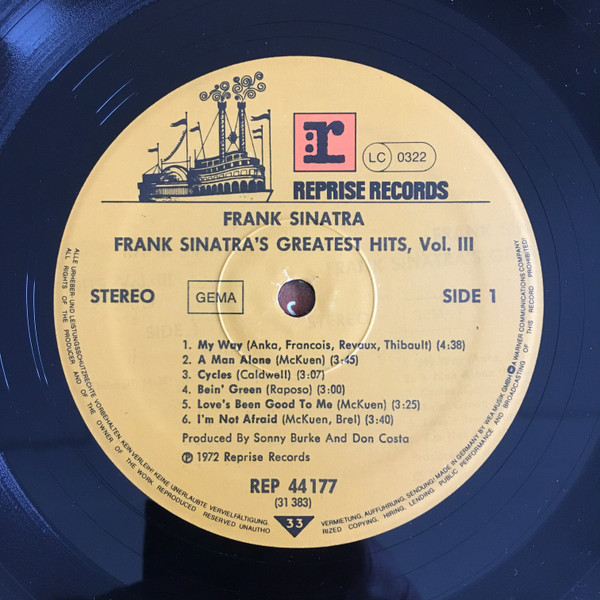 r
LC 0322
REPRISE RECORDS
FRANK SINATRA
FRANK SINATRA'S GREATEST HITS, Vol. III
STEREO
GEMA
SIDE 1
1. My Way (Anka, Francois, Revaux, Thibault) (4:38)
2. A Man Alone (McKuen) (3:45)
3. Cycles (Caldwell) (3:07)
4. Bein' Green (Raposo) (3:00)
5. Love's Been Good To Me (McKuen) (3:25)
6. I'm Not Afraid (McKuen, Brel) (3:40)
Produced By Sonny Burke And Don Costa
℗ 1972 Reprise Records
REP 44 177
(31 383)
33
ALLE URHEBER- UND LEISTUNGSSCHUTZRECHTE VORBEHALTEN. KEIN VERLEIH! KEINE UNERLAUBTE VERVIELFÄLTIGUNG,
VERMIETUNG, AUFFÜHRUNG, SENDUNG! MADE IN GERMANY BY WEA MUSIK GMBH A WARNER COMMUNICATIONS COMPANY
ALL RIGHTS OF THE PRODUCER AND OF THE OWNER OF THE WORK REPRODUCED RESERVED UNAUTHO
RIZED COPYING, HIRING, LENDING, PUBLIC PERFORMANCE AND BROADCASTING OF THIS RECORD PROHIBITED!